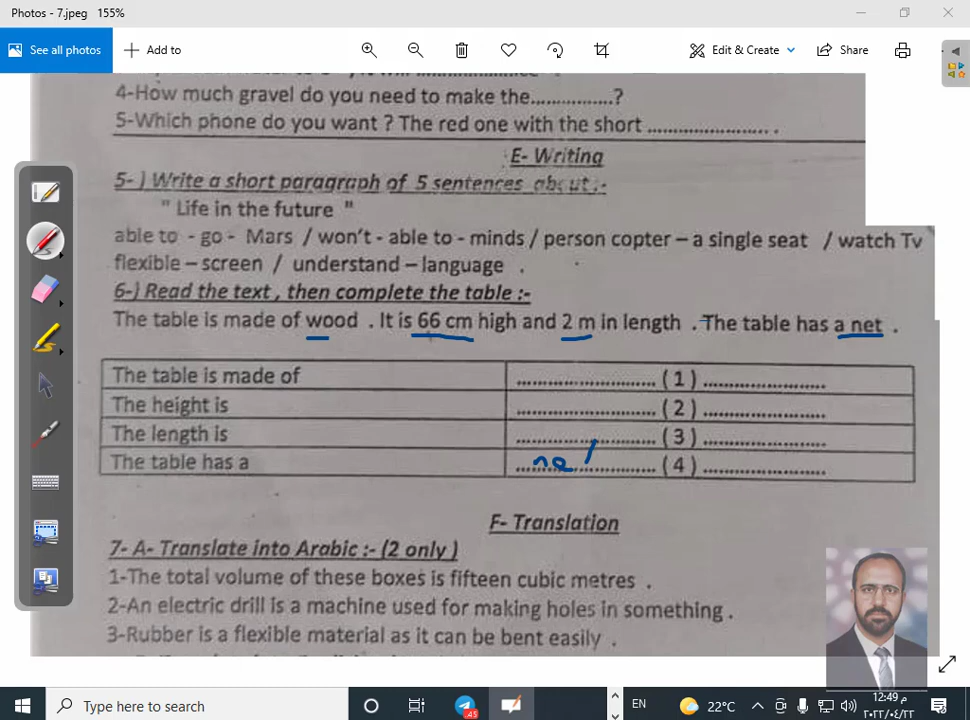 Photos - 7.jpeg 155%
See all photos
Add to
Edit & Create
Share
4-How much gravel do you need to make the...............?
5-Which phone do you want ? The red one with the short ...................... .
E- Writing
5- ) Write a short paragraph of 5 sentences about :-
" Life in the future "
able to - go - Mars / won't - able to - minds / person copter – a single seat / watch Tv
flexible – screen / understand – language .
6-) Read the text , then complete the table :-
The table is made of wood . It is 66 cm high and 2 m in length . The table has a net .
The table is made of ........................ ( 1 ) .....................
The height is ........................ ( 2 ) .....................
The length is ........................ ( 3 ) .....................
The table has a ne ........................ ( 4 ) .....................
F- Translation
7- A- Translate into Arabic :- (2 only )
1-The total volume of these boxes is fifteen cubic metres .
2-An electric drill is a machine used for making holes in something .
3-Rubber is a flexible material as it can be bent easily .
Type here to search
45
EN
22°C
12:49 م
٢٠٢٢/٠٤/٢٣